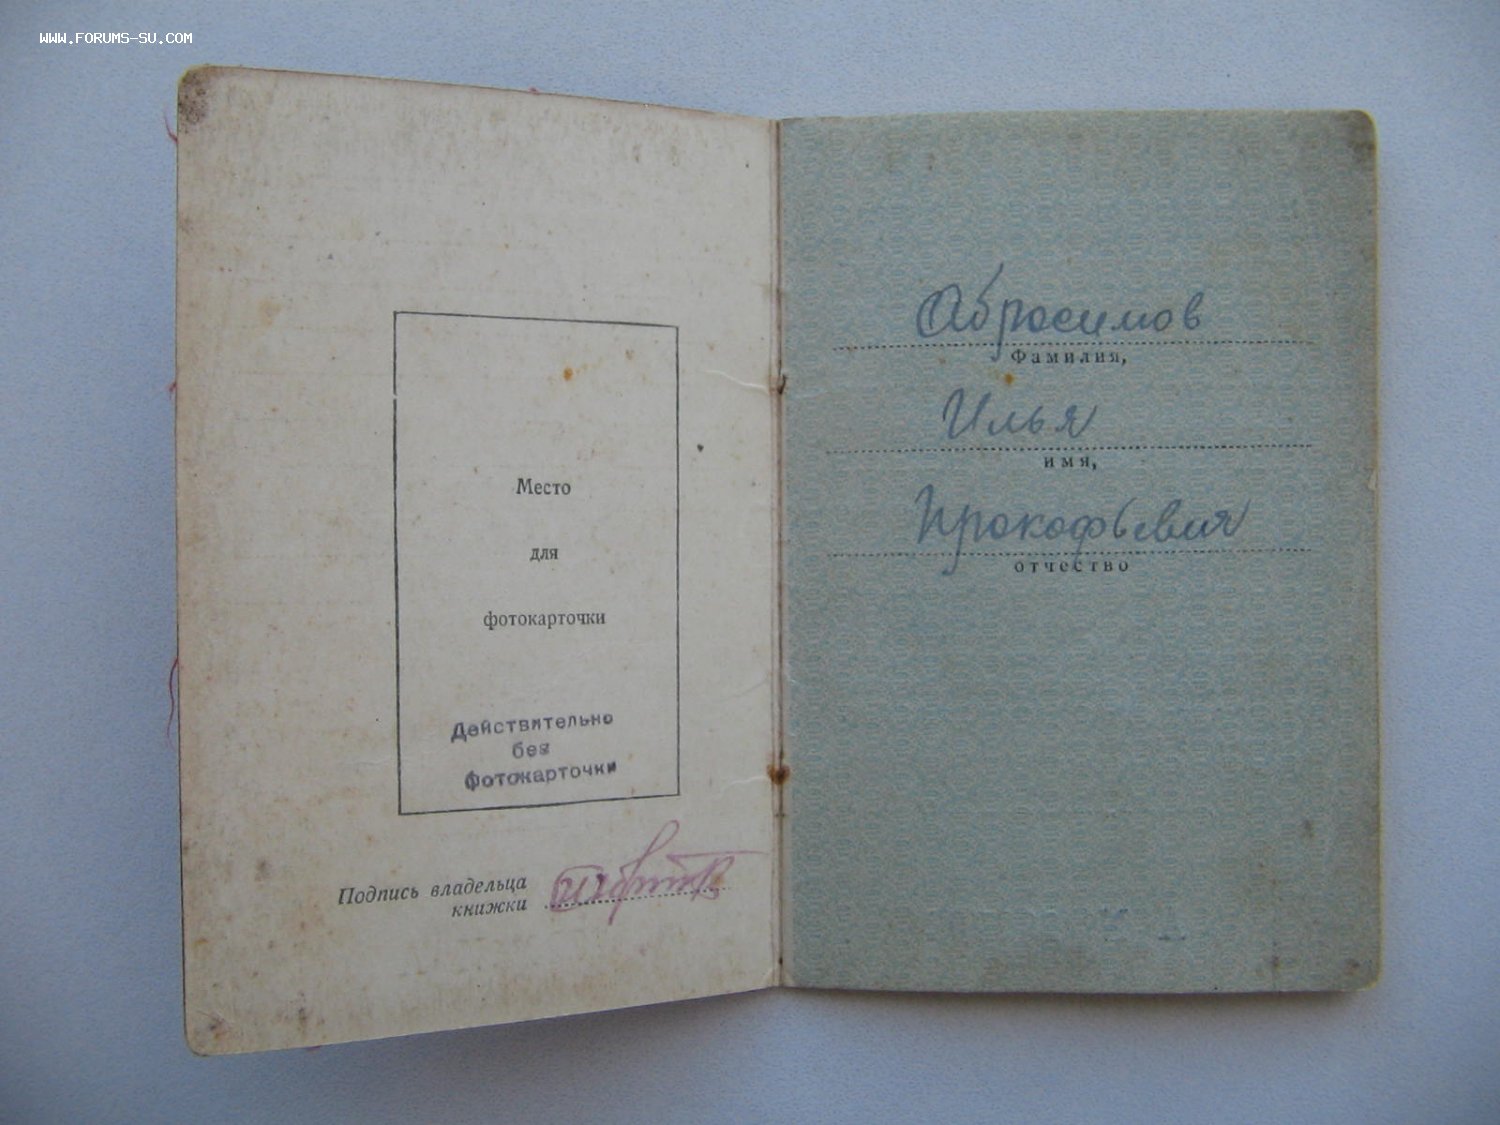 WWW.FORUMS-SU.COM
Место
для
фотокарточки
Действительно
без
фотокарточки
Подпись владельца
книжки
Абросимов
Фамилия,
Илья
имя,
Прокофьевич
отчество